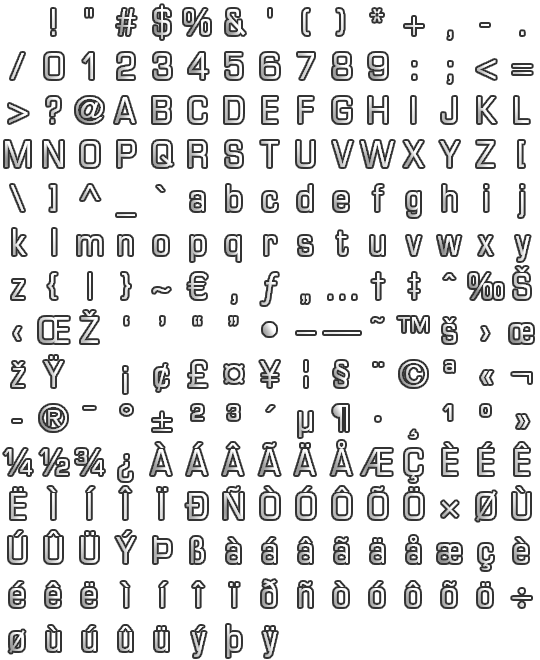 ! " # $ % & ' ( ) * + , - .
/ 0 1 2 3 4 5 6 7 8 9 : ; < =
> ? @ A B C D E F G H I J K L
M N O P Q R S T U V W X Y Z [
\ ] ^ _ ` a b c d e f g h i j
k l m n o p q r s t u v w x y
z { | } ~ € ‚ ƒ „ … † ‡ ˆ ‰ Š
‹ Œ Ž ‘ ’ “ ” • – — ˜ ™ š › œ
ž Ÿ ¡ ¢ £ ¤ ¥ ¦ § ¨ © ª « ¬
- ® ¯ ° ± ² ³ ´ µ ¶ · ¸ ¹ º »
¼ ½ ¾ ¿ À Á Â Ã Ä Å Æ Ç È É Ê
Ë Ì Í Î Ï Ð Ñ Ò Ó Ô Õ Ö × Ø Ù
Ú Û Ü Ý Þ ß à á â ã ä å æ ç è
é ê ë ì í î ï ð ñ ò ó ô õ ö ÷
ø ù ú û ü ý þ ÿ